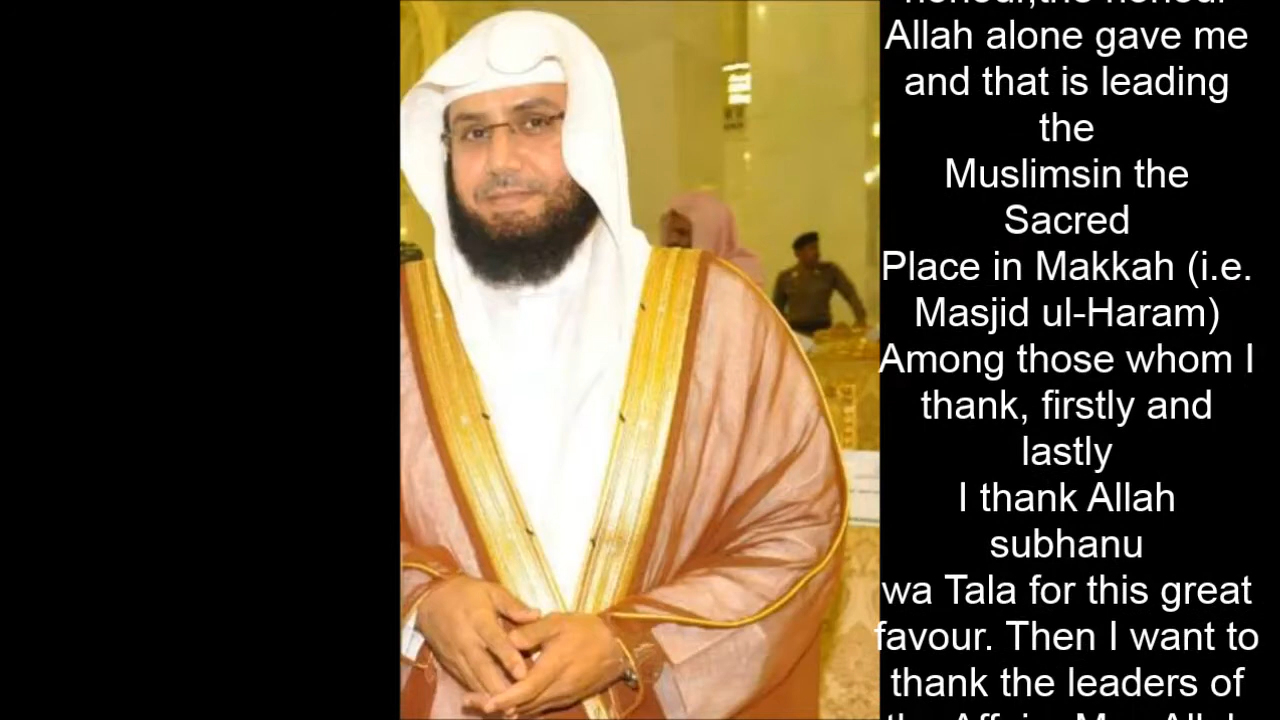 Allah alone gave me
and that is leading
the
Muslimsin the
Sacred
Place in Makkah (i.e.
Masjid ul-Haram)
Among those whom I
thank, firstly and
lastly
I thank Allah
subhanu
wa Tala for this great
favour. Then I want to
thank the leaders of